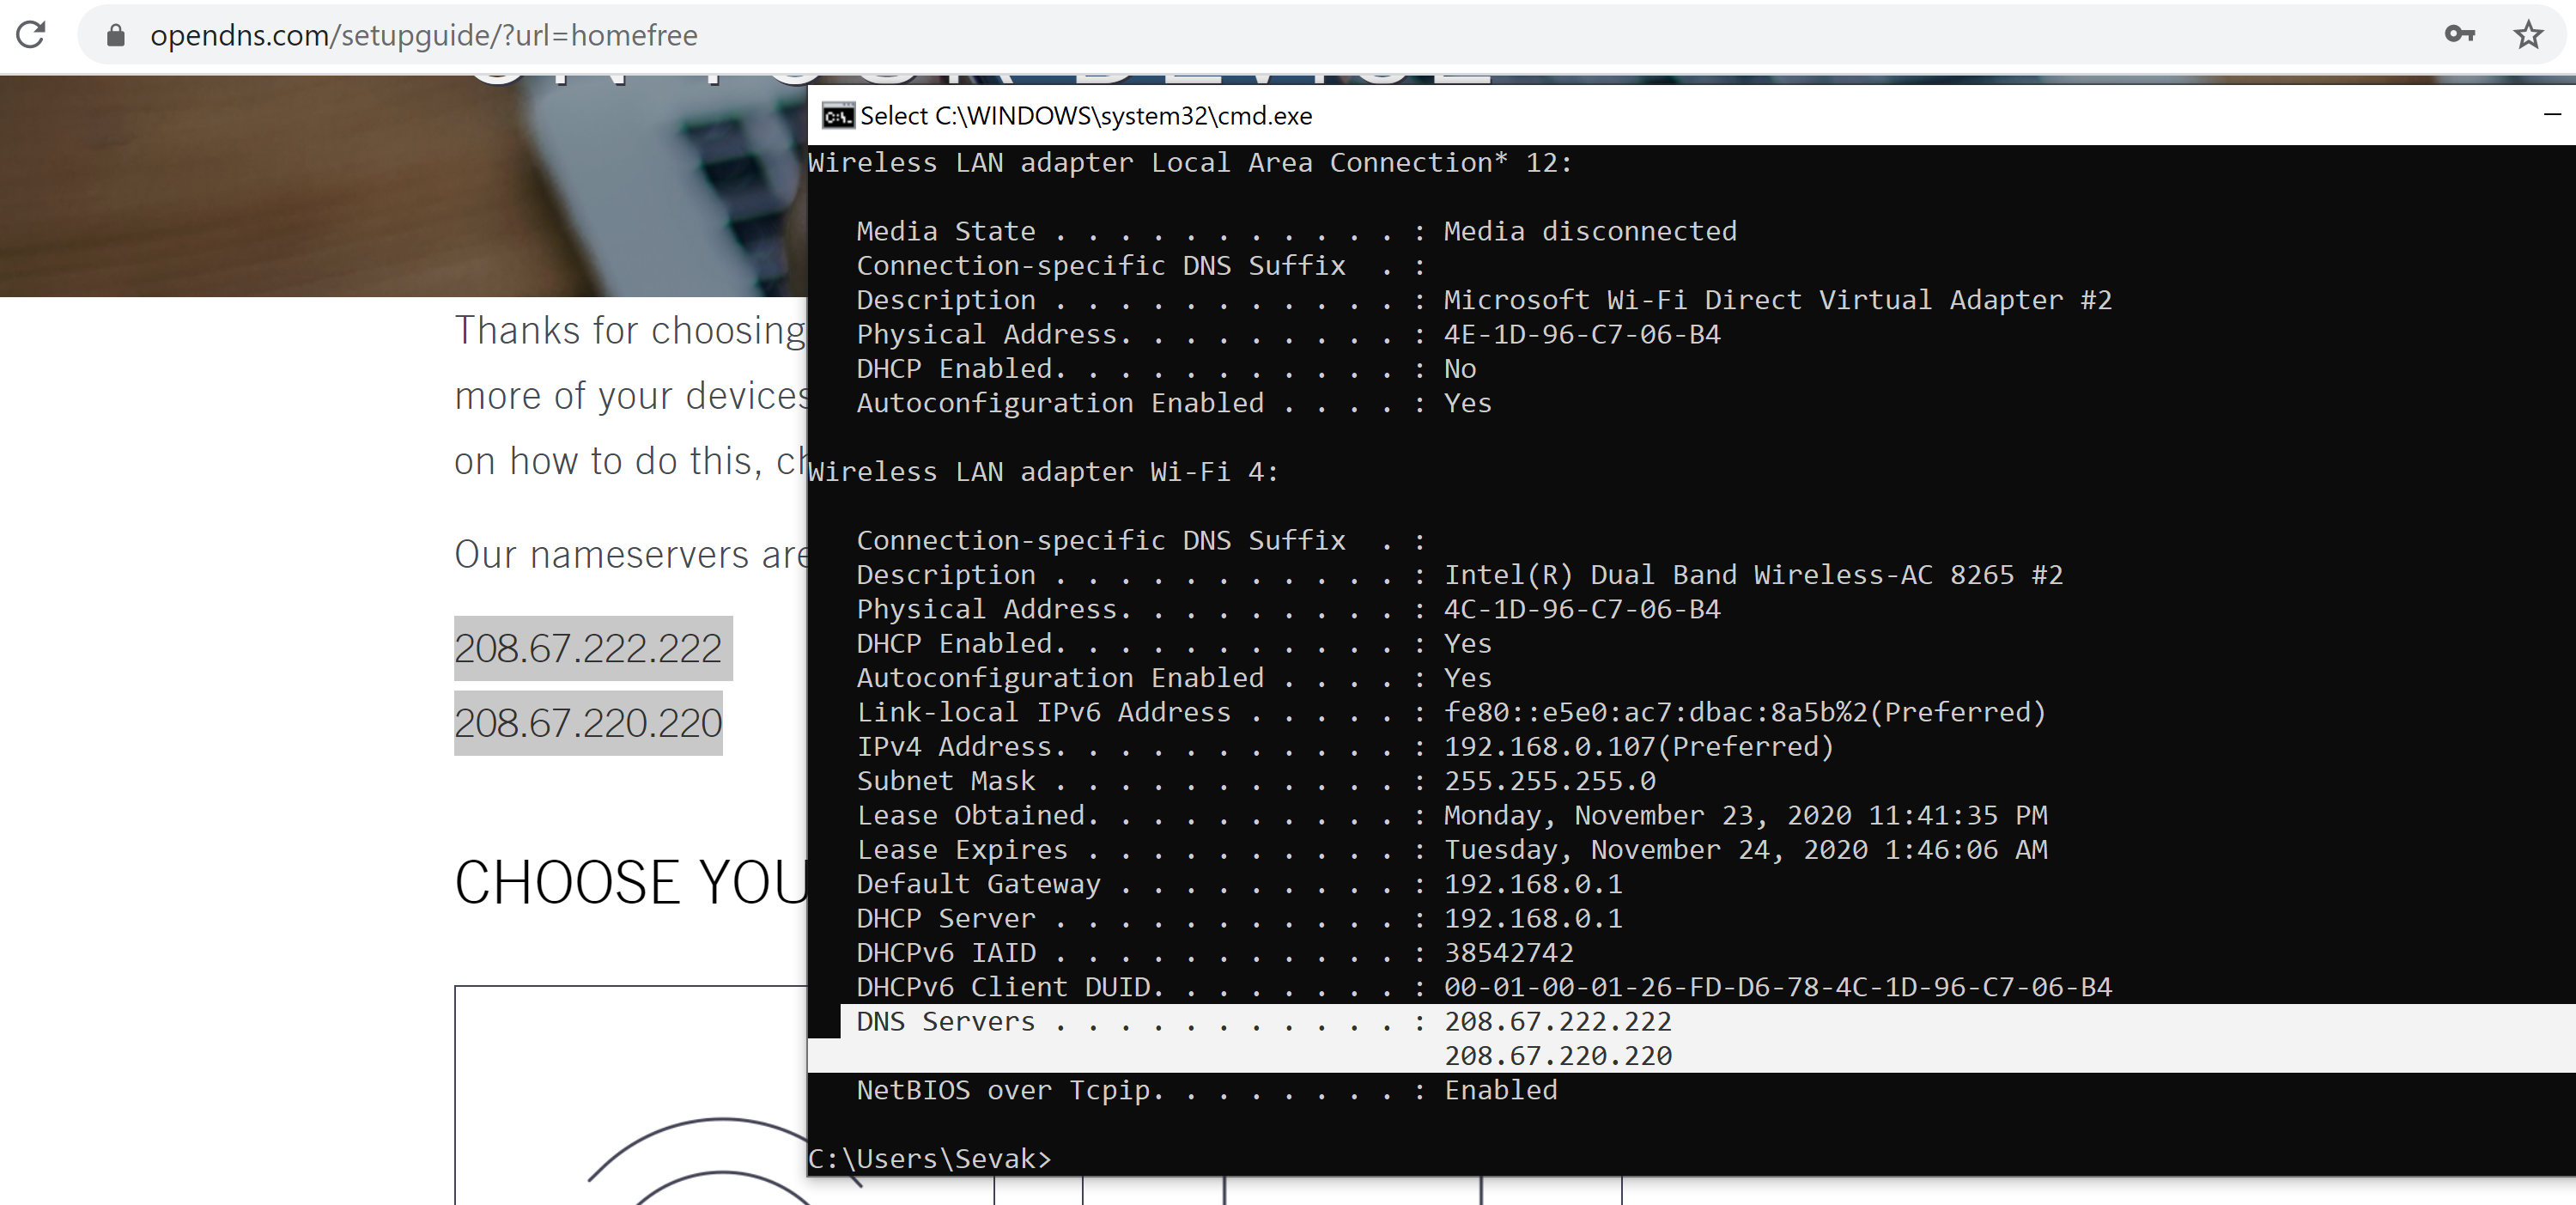 opendns.com/setupguide/?url=homefree
Select C:\WINDOWS\system32\cmd.exe
Thanks for choosing
more of your devices
on how to do this,
Our nameservers are
208.67.222.222
208.67.220.220
CHOOSE YOU
Wireless LAN adapter Local Area Connection* 12:
Media State . . . . . . . . . . . : Media disconnected
Connection-specific DNS Suffix  . :
Description . . . . . . . . . . . : Microsoft Wi-Fi Direct Virtual Adapter #2
Physical Address. . . . . . . . . : 4E-1D-96-C7-06-B4
DHCP Enabled. . . . . . . . . . . : No
Autoconfiguration Enabled . . . . : Yes
Wireless LAN adapter Wi-Fi 4:
Connection-specific DNS Suffix  . :
Description . . . . . . . . . . . : Intel(R) Dual Band Wireless-AC 8265 #2
Physical Address. . . . . . . . . : 4C-1D-96-C7-06-B4
DHCP Enabled. . . . . . . . . . . : Yes
Autoconfiguration Enabled . . . . : Yes
Link-local IPv6 Address . . . . . : fe80::e5e0:ac7:dbac:8a5b%2(Preferred)
IPv4 Address. . . . . . . . . . . : 192.168.0.107(Preferred)
Subnet Mask . . . . . . . . . . . : 255.255.255.0
Lease Obtained. . . . . . . . . . : Monday, November 23, 2020 11:41:35 PM
Lease Expires . . . . . . . . . . : Tuesday, November 24, 2020 1:46:06 AM
Default Gateway . . . . . . . . . : 192.168.0.1
DHCP Server . . . . . . . . . . . : 192.168.0.1
DHCPv6 IAID . . . . . . . . . . . : 38542742
DHCPv6 Client DUID. . . . . . . . : 00-01-00-01-26-FD-D6-78-4C-1D-96-C7-06-B4
DNS Servers . . . . . . . . . . . : 208.67.222.222
208.67.220.220
NetBIOS over Tcpip. . . . . . . . : Enabled
C:\Users\Sevak>